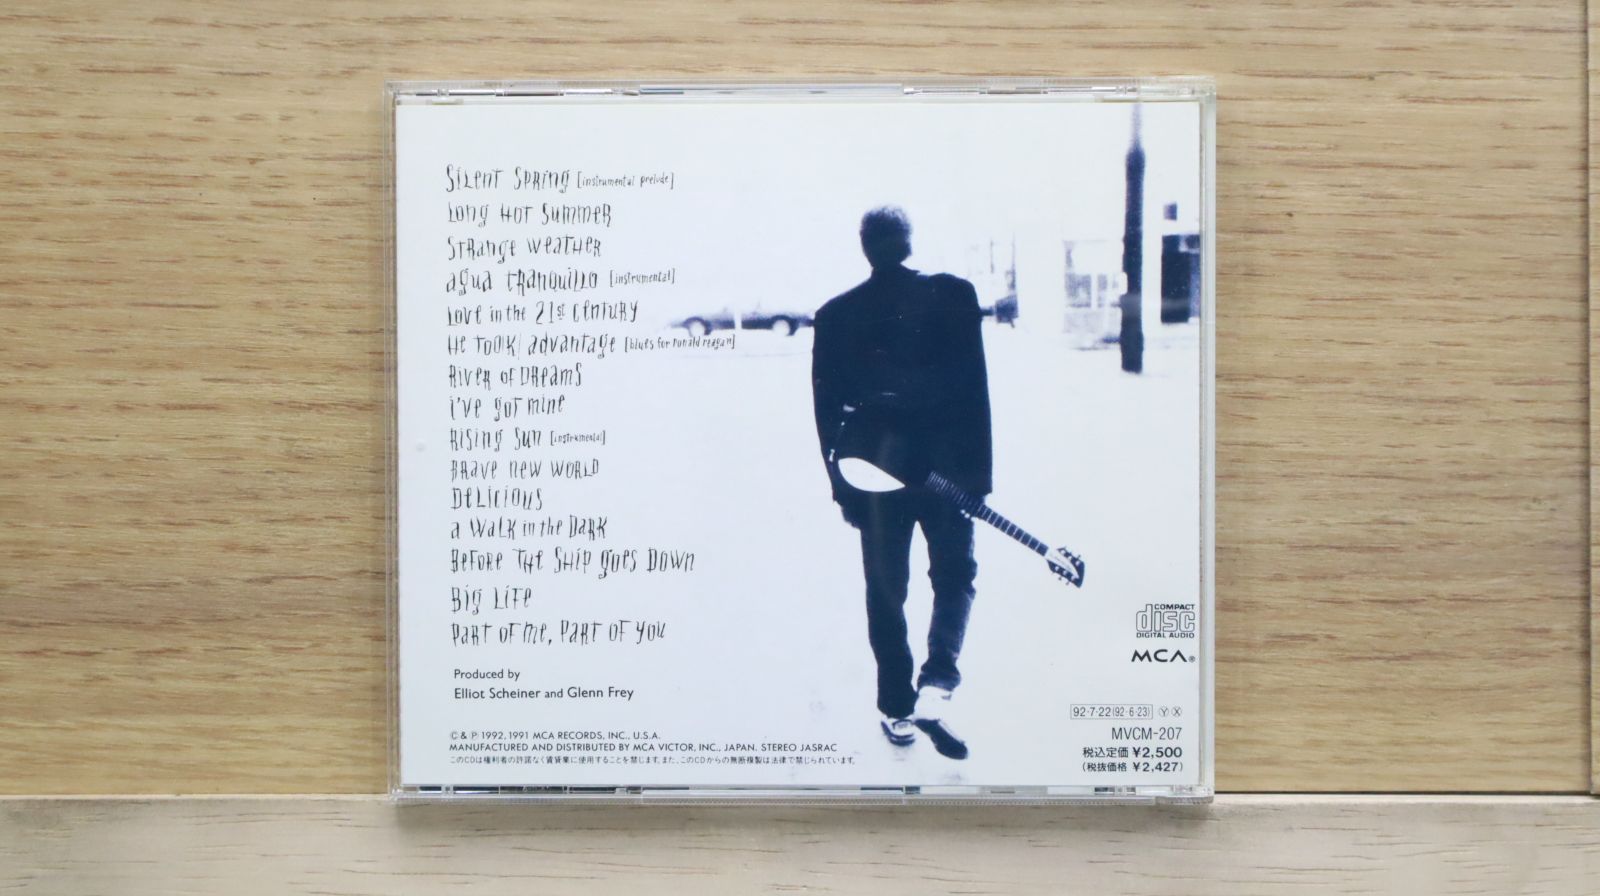 Silent Spring [instrumental prelude]
Long Hot Summer
Strange Weather
agua tranquillo [instrumental]
Love in the 21st Century
He Took advantage [blues for ronald reagan]
River of Dreams
i've got mine
Rising Sun [instrumental]
Brave new World
Delicious
a Walk in the Dark
Before The Ship goes Down
Big Life
Part of me, Part of you
Produced by
Elliot Scheiner and Glenn Frey
© & ℗ 1992, 1991 MCA RECORDS, INC., U.S.A.
MANUFACTURED AND DISTRIBUTED BY MCA VICTOR, INC., JAPAN. STEREO JASRAC
このCDは権利者の許諾なく賃貸業に使用することを禁じます。また、このCDからの無断複製は法律で禁じられています。
COMPACT
disc
DIGITAL AUDIO
MCA®
92·7·22(92·6·23) Ⓨ Ⓧ
MVCM-207
税込定価 ¥2,500
(税抜価格 ¥2,427)